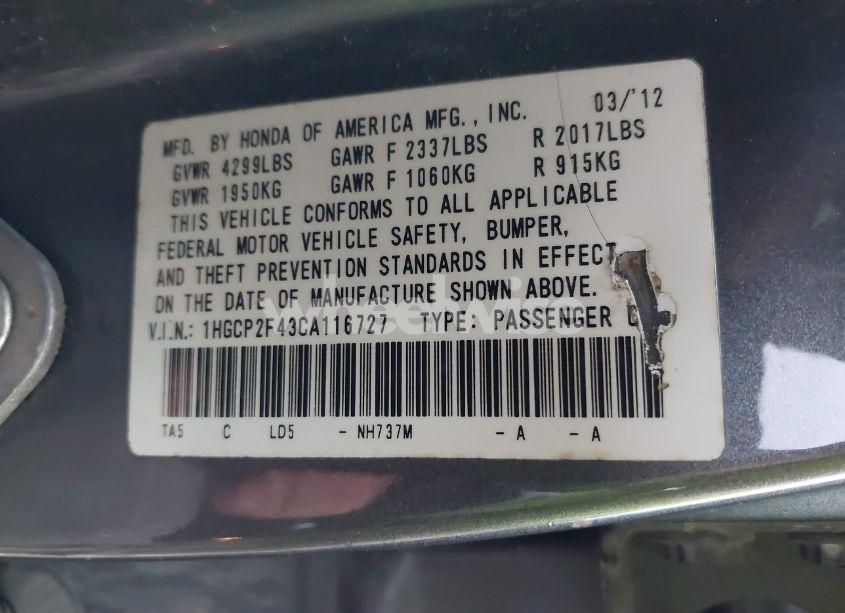 MFD. BY HONDA OF AMERICA MFG., INC. 03/'12
GVWR 4299LBS GAWR F 2337LBS R 2017LBS
GVWR 1950KG GAWR F 1060KG R 915KG
THIS VEHICLE CONFORMS TO ALL APPLICABLE
FEDERAL MOTOR VEHICLE SAFETY, BUMPER,
AND THEFT PREVENTION STANDARDS IN EFFECT
ON THE DATE OF MANUFACTURE SHOWN ABOVE.
V.I.N.: 1HGCP2F43CA116727 TYPE: PASSENGER
TA5 C LD5 - NH737M - A - A